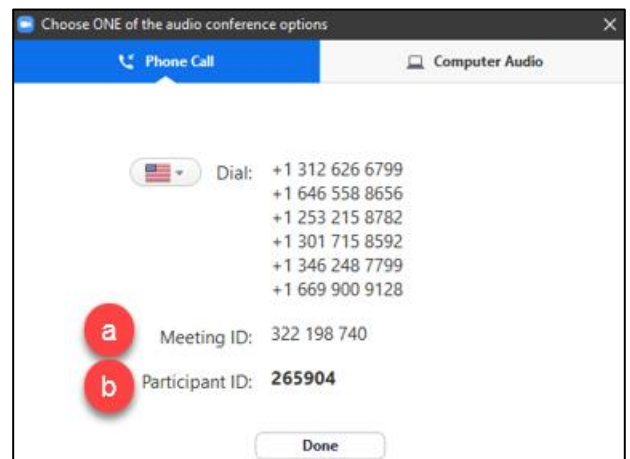 Choose ONE of the audio conference options
Phone Call
Computer Audio
Dial: +1 312 626 6799
+1 646 558 8656
+1 253 215 8782
+1 301 715 8592
+1 346 248 7799
+1 669 900 9128
a Meeting ID: 322 198 740
b Participant ID: 265904
Done